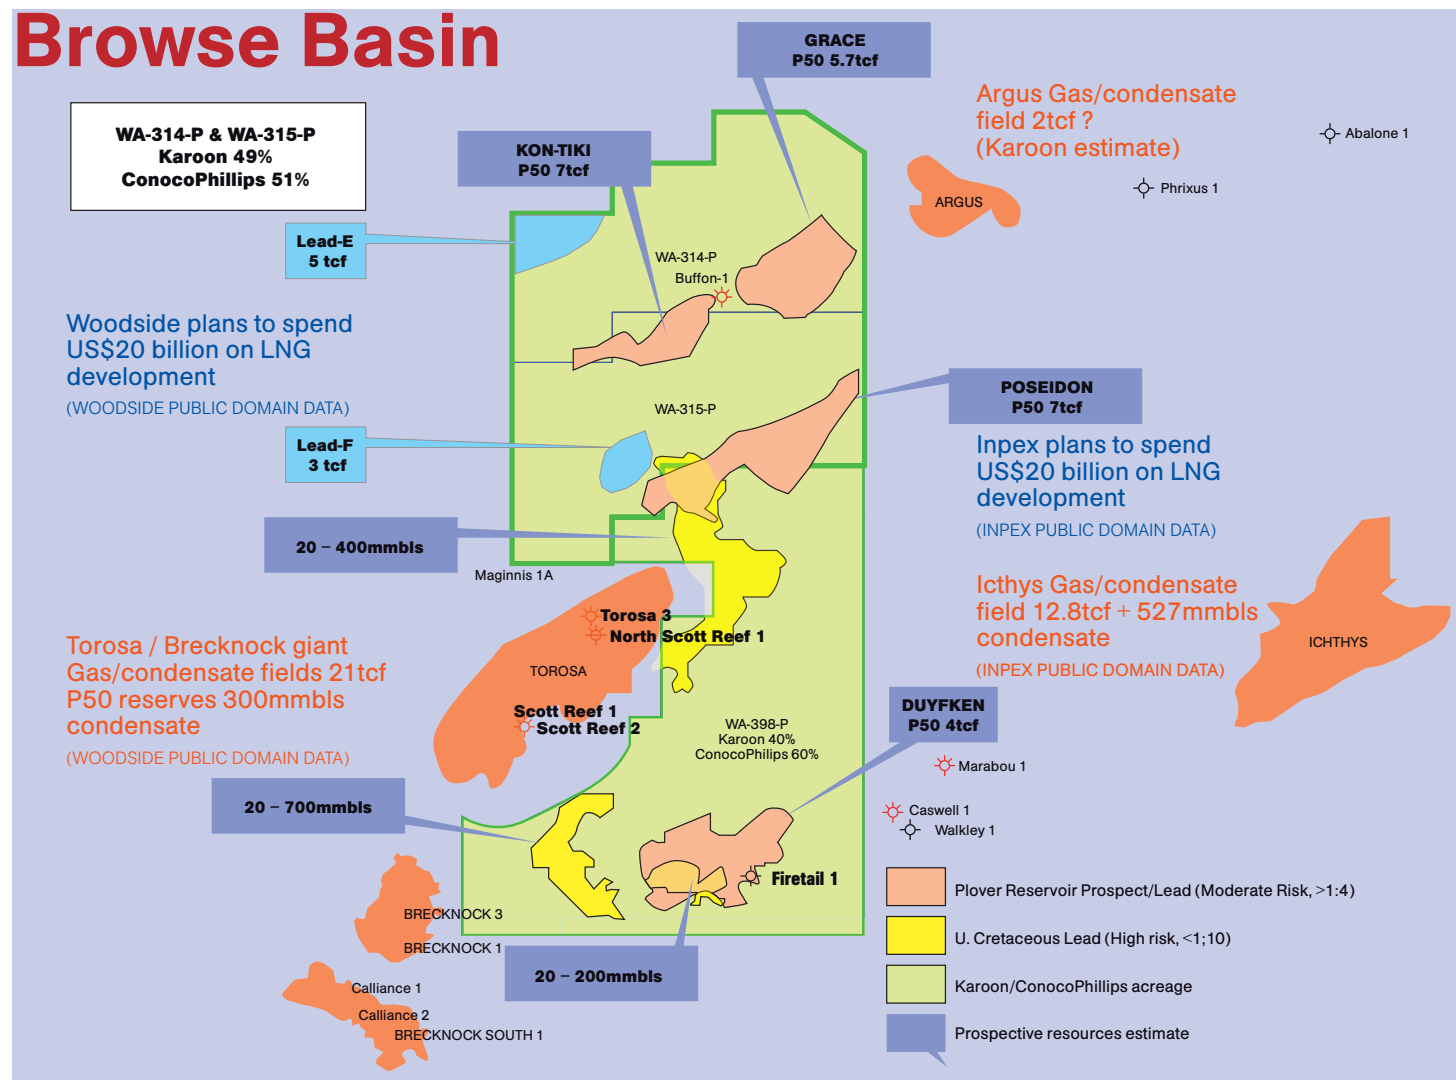 Browse Basin
WA-314-P & WA-315-P
Karoon 49%
ConocoPhillips 51%
GRACE
P50 5.7tcf
KON-TIKI
P50 7tcf
Argus Gas/condensate
field 2tcf ?
(Karoon estimate)
Abalone 1
Phrixus 1
ARGUS
Lead-E
5 tcf
WA-314-P
Buffon-1
Woodside plans to spend
US$20 billion on LNG
development
(WOODSIDE PUBLIC DOMAIN DATA)
WA-315-P
POSEIDON
P50 7tcf
Lead-F
3 tcf
Inpex plans to spend
US$20 billion on LNG
development
(INPEX PUBLIC DOMAIN DATA)
20 – 400mmbls
Maginnis 1A
Icthys Gas/condensate
field 12.8tcf + 527mmbls
condensate
(INPEX PUBLIC DOMAIN DATA)
ICHTHYS
Torosa 3
North Scott Reef 1
TOROSA
Scott Reef 1
Scott Reef 2
Torosa / Brecknock giant
Gas/condensate fields 21tcf
P50 reserves 300mmbls
condensate
(WOODSIDE PUBLIC DOMAIN DATA)
WA-398-P
Karoon 40%
ConocoPhilips 60%
DUYFKEN
P50 4tcf
Marabou 1
Caswell 1
Walkley 1
20 – 700mmbls
Firetail 1
BRECKNOCK 3
BRECKNOCK 1
20 – 200mmbls
Calliance 1
Calliance 2
BRECKNOCK SOUTH 1
Plover Reservoir Prospect/Lead (Moderate Risk, >1:4)
U. Cretaceous Lead (High risk, <1;10)
Karoon/ConocoPhillips acreage
Prospective resources estimate